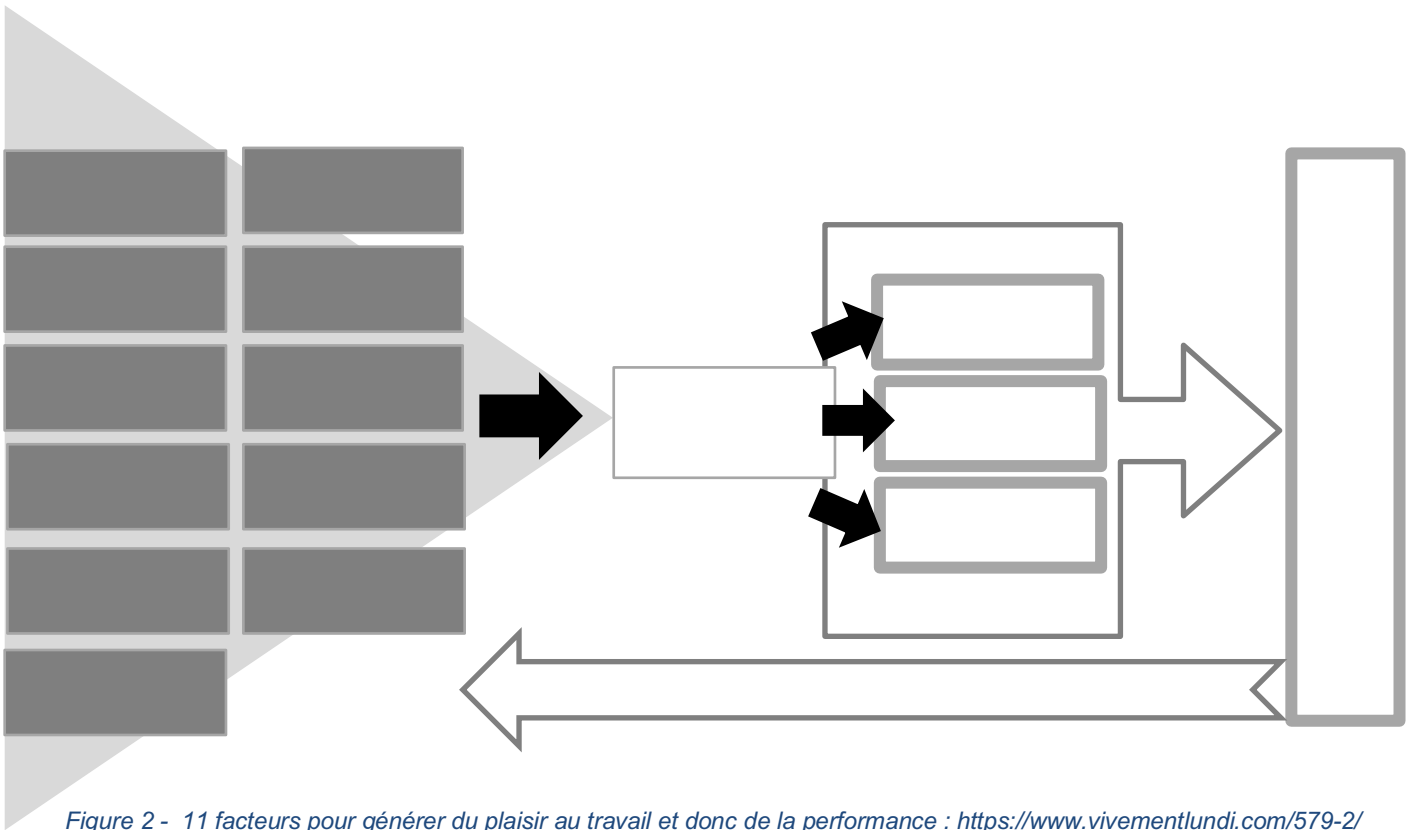 Figure 2 - 11 facteurs pour générer du plaisir au travail et donc de la performance : https://www.vivementlundi.com/579-2/